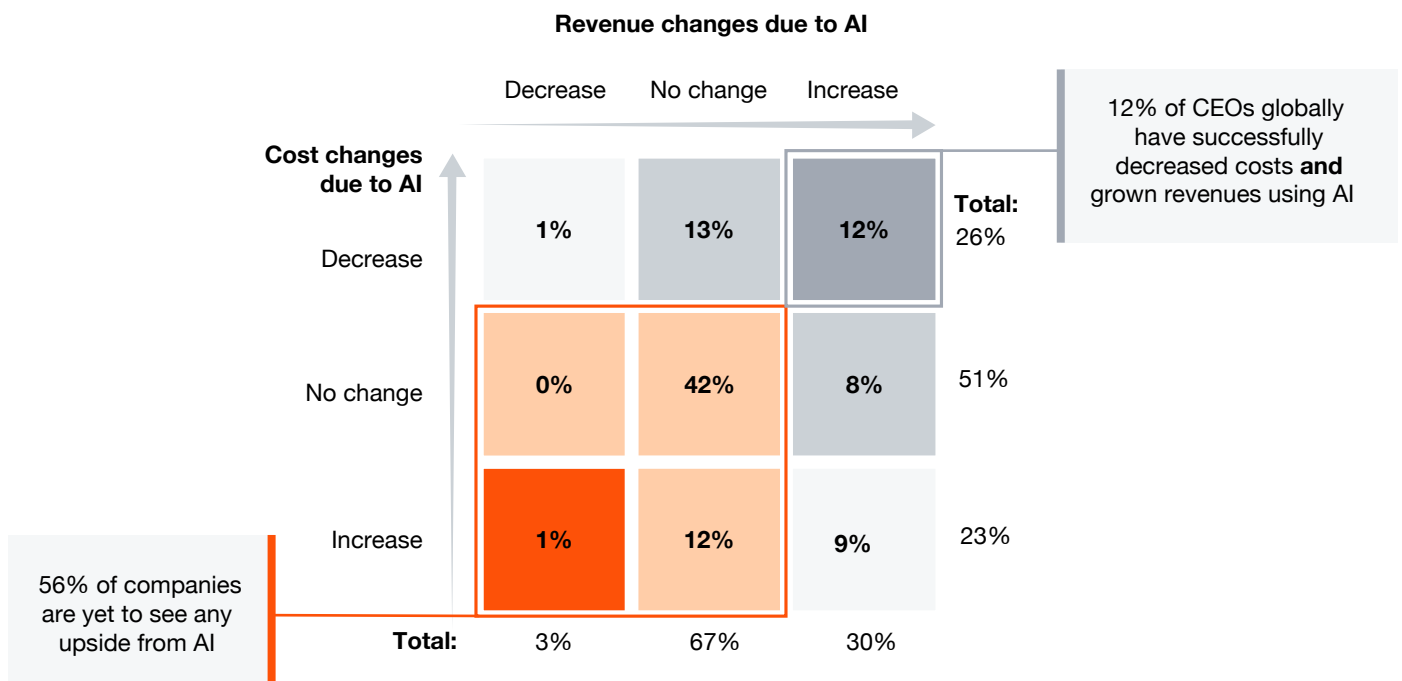 Revenue changes due to AI
Decrease No change Increase
12% of CEOs globally
have successfully
decreased costs and
grown revenues using AI
Cost changes
due to AI
Decrease
1% 13% 12%
Total:
26%
No change
0% 42% 8%
51%
Increase
1% 12% 9%
23%
56% of companies
are yet to see any
upside from AI
Total: 3% 67% 30%